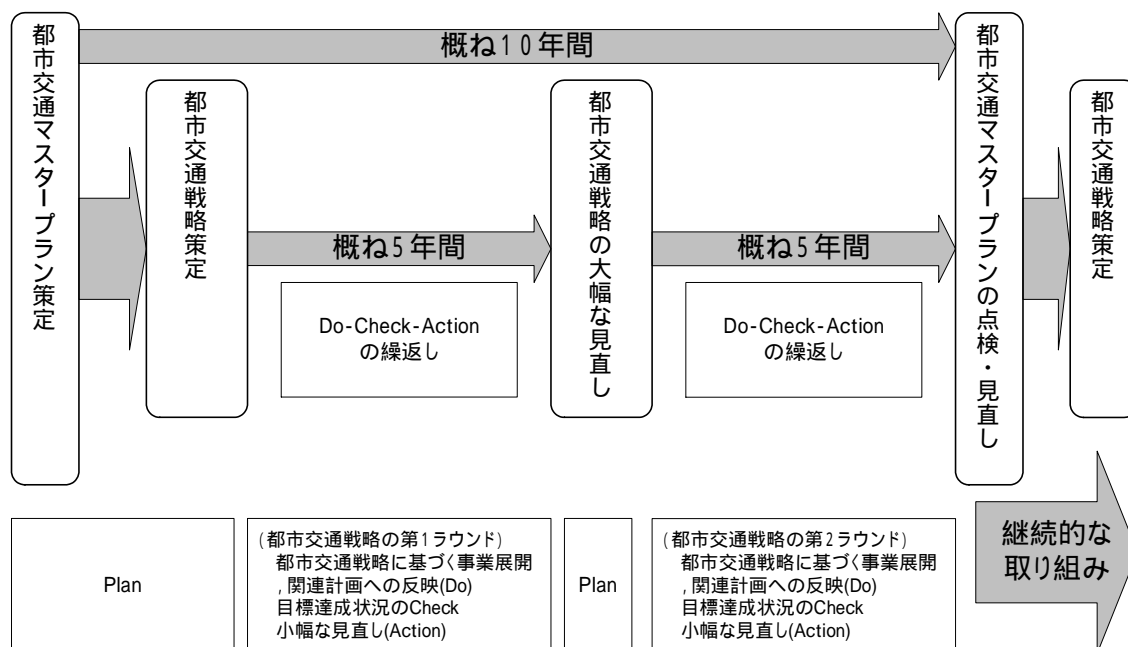 都市交通マスタープラン策定
概ね10年間
都市交通戦略策定
概ね5年間
Do-Check-Action
の繰返し
都市交通戦略の大幅な見直し
概ね5年間
Do-Check-Action
の繰返し
都市交通マスタープランの点検・見直し
都市交通戦略策定
継続的な
取り組み
Plan
(都市交通戦略の第1ラウンド)
都市交通戦略に基づく事業展開
,関連計画への反映(Do)
目標達成状況のCheck
小幅な見直し(Action)
Plan
(都市交通戦略の第2ラウンド)
都市交通戦略に基づく事業展開
,関連計画への反映(Do)
目標達成状況のCheck
小幅な見直し(Action)